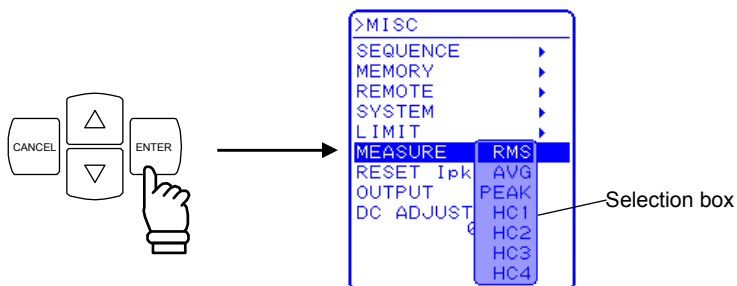 CANCEL
ENTER
>MISC
SEQUENCE
MEMORY
REMOTE
SYSTEM
LIMIT
MEASURE RMS
RESET Ipk AVG
OUTPUT PEAK
DC ADJUST HC1
HC2
HC3
HC4
Selection box